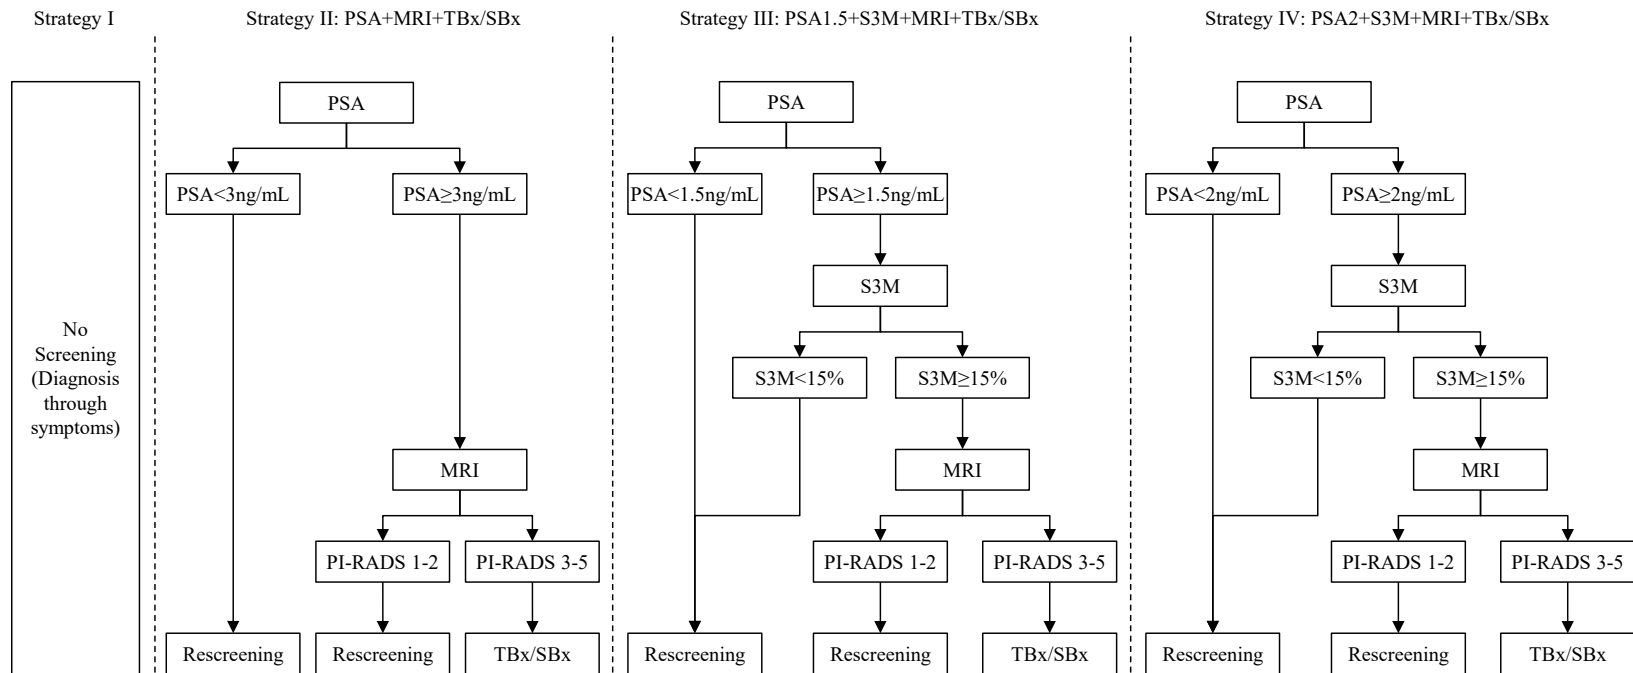 Strategy I
No
Screening
(Diagnosis
through
symptoms)
Strategy II: PSA+MRI+TBx/SBx
PSA
PSA<3ng/mL
PSA≥3ng/mL
MRI
PI-RADS 1-2
PI-RADS 3-5
Rescreening
Rescreening
TBx/SBx
Strategy III: PSA1.5+S3M+MRI+TBx/SBx
PSA
PSA<1.5ng/mL
PSA≥1.5ng/mL
S3M
S3M<15%
S3M≥15%
MRI
PI-RADS 1-2
PI-RADS 3-5
Rescreening
Rescreening
TBx/SBx
Strategy IV: PSA2+S3M+MRI+TBx/SBx
PSA
PSA<2ng/mL
PSA≥2ng/mL
S3M
S3M<15%
S3M≥15%
MRI
PI-RADS 1-2
PI-RADS 3-5
Rescreening
Rescreening
TBx/SBx